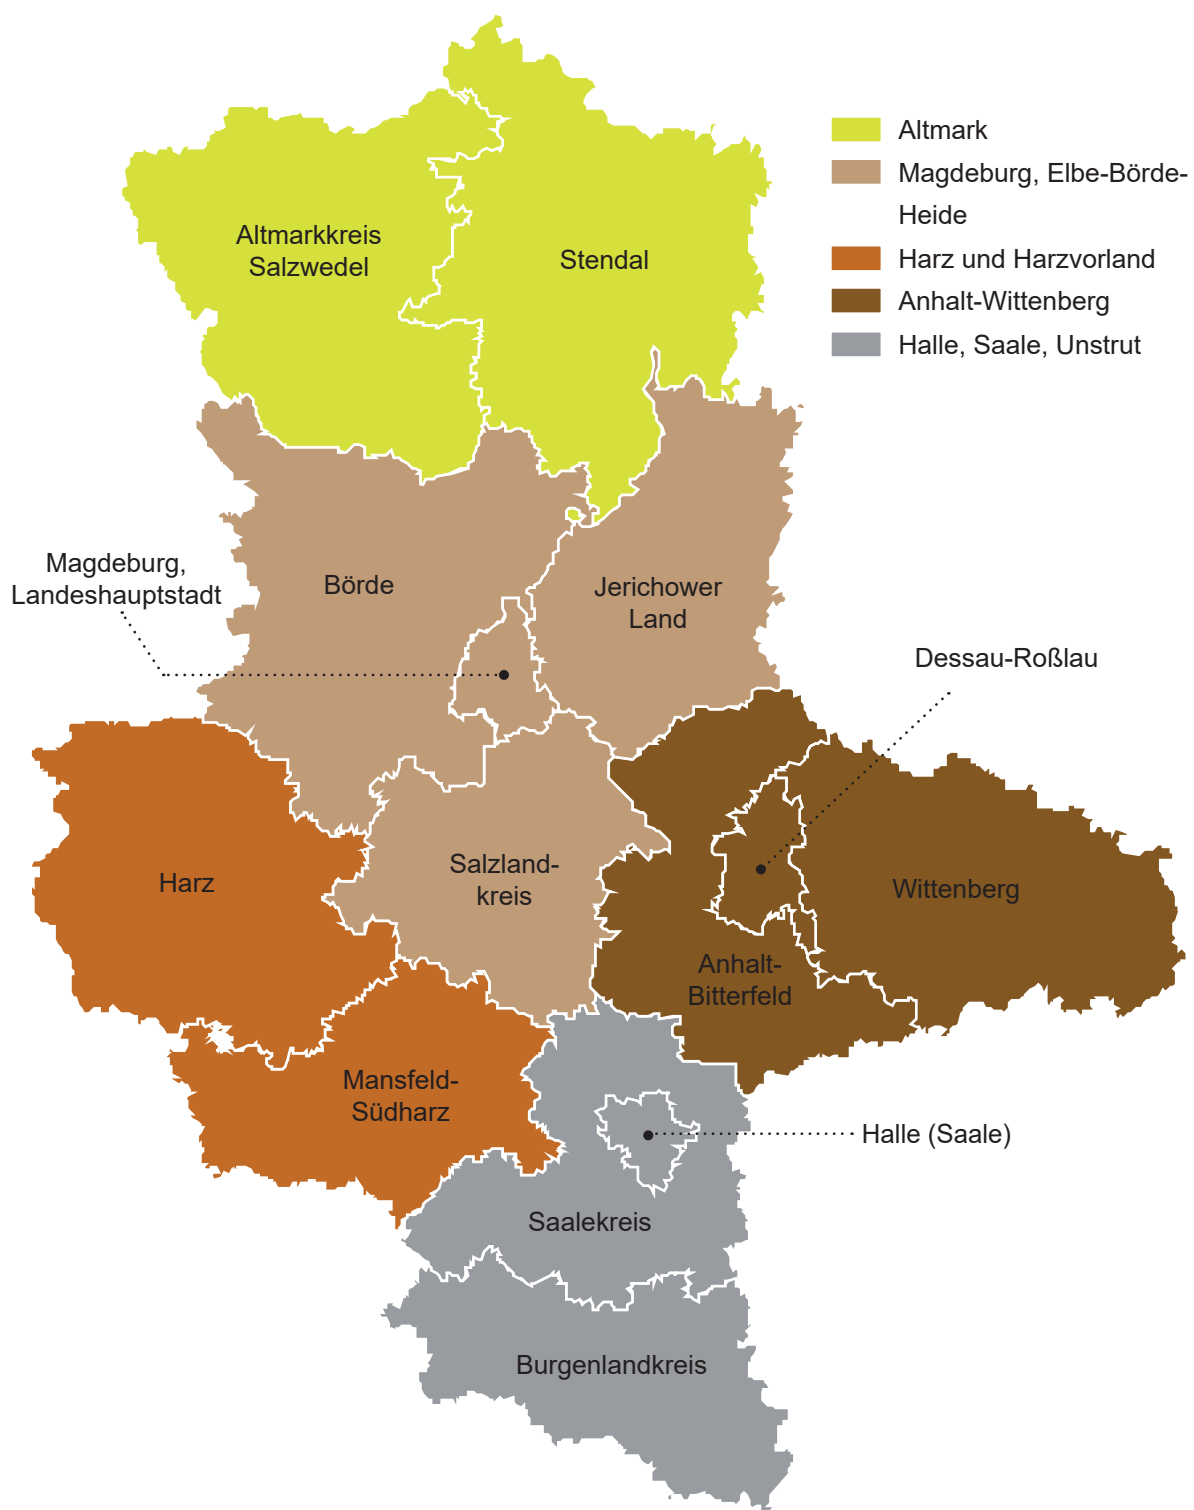 Altmark
Magdeburg, Elbe-Börde-
Heide
Harz und Harzvorland
Anhalt-Wittenberg
Halle, Saale, Unstrut
Altmarkkreis
Salzwedel
Stendal
Magdeburg,
Landeshauptstadt
Börde
Jerichower
Land
Dessau-Roßlau
Harz
Salzland-
kreis
Wittenberg
Anhalt-
Bitterfeld
Mansfeld-
Südharz
Halle (Saale)
Saalekreis
Burgenlandkreis